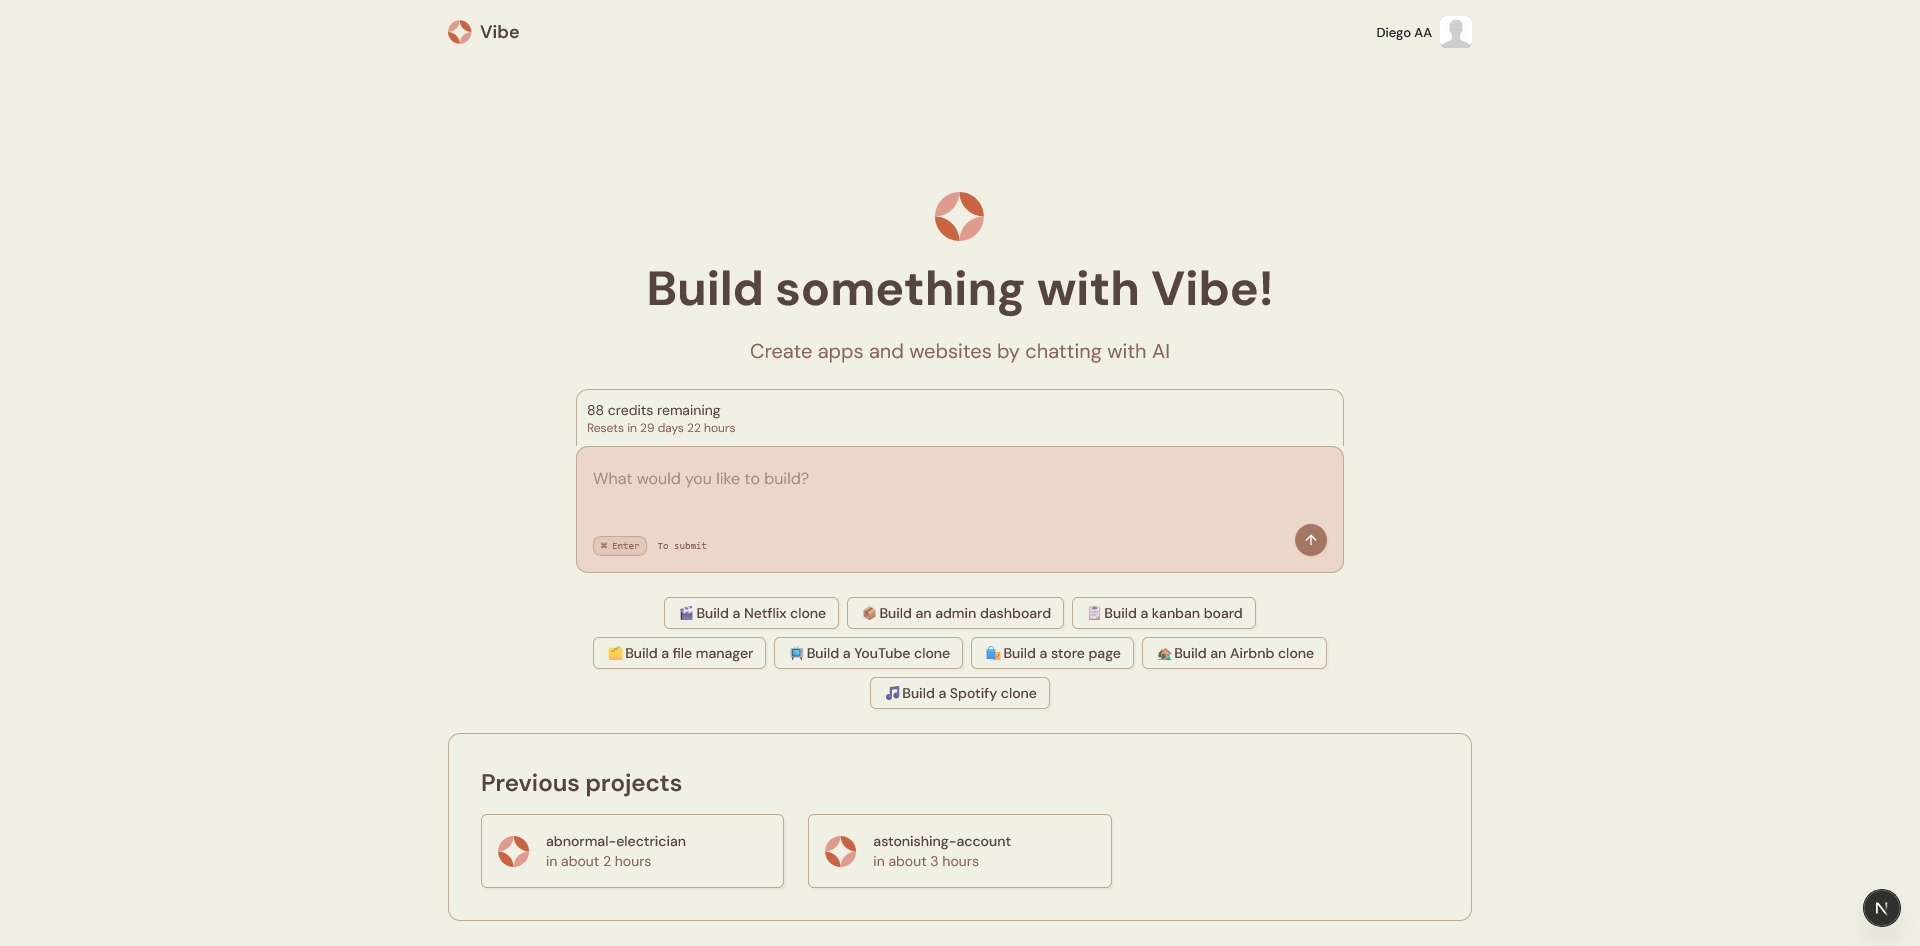 Vibe
Diego AA
Build something with Vibe!
Create apps and websites by chatting with AI
88 credits remaining
Resets in 29 days 22 hours
What would you like to build?
⌘ Enter To submit
Build a Netflix clone
Build an admin dashboard
Build a kanban board
Build a file manager
Build a YouTube clone
Build a store page
Build an Airbnb clone
Build a Spotify clone
Previous projects
abnormal-electrician
in about 2 hours
astonishing-account
in about 3 hours
N